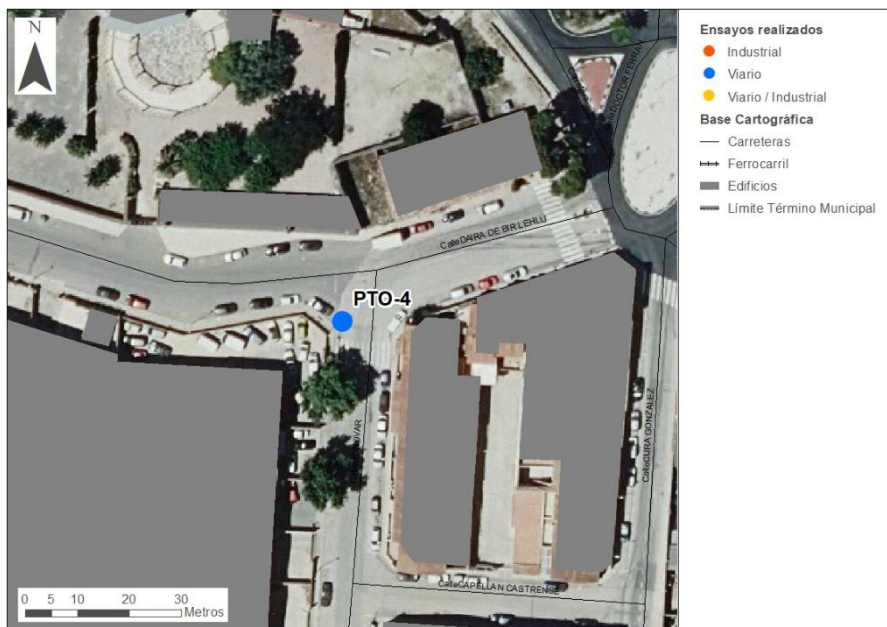 N
Calle DAIRA DE BIR LEHLU
PTO-4
Calle CURA GONZALEZ
Calle CAPELLAN CASTRENSE
0 5 10 20 30
Metros
Ensayos realizados
Industrial
Viario
Viario / Industrial
Base Cartográfica
Carreteras
Ferrocarril
Edificios
Límite Término Municipal